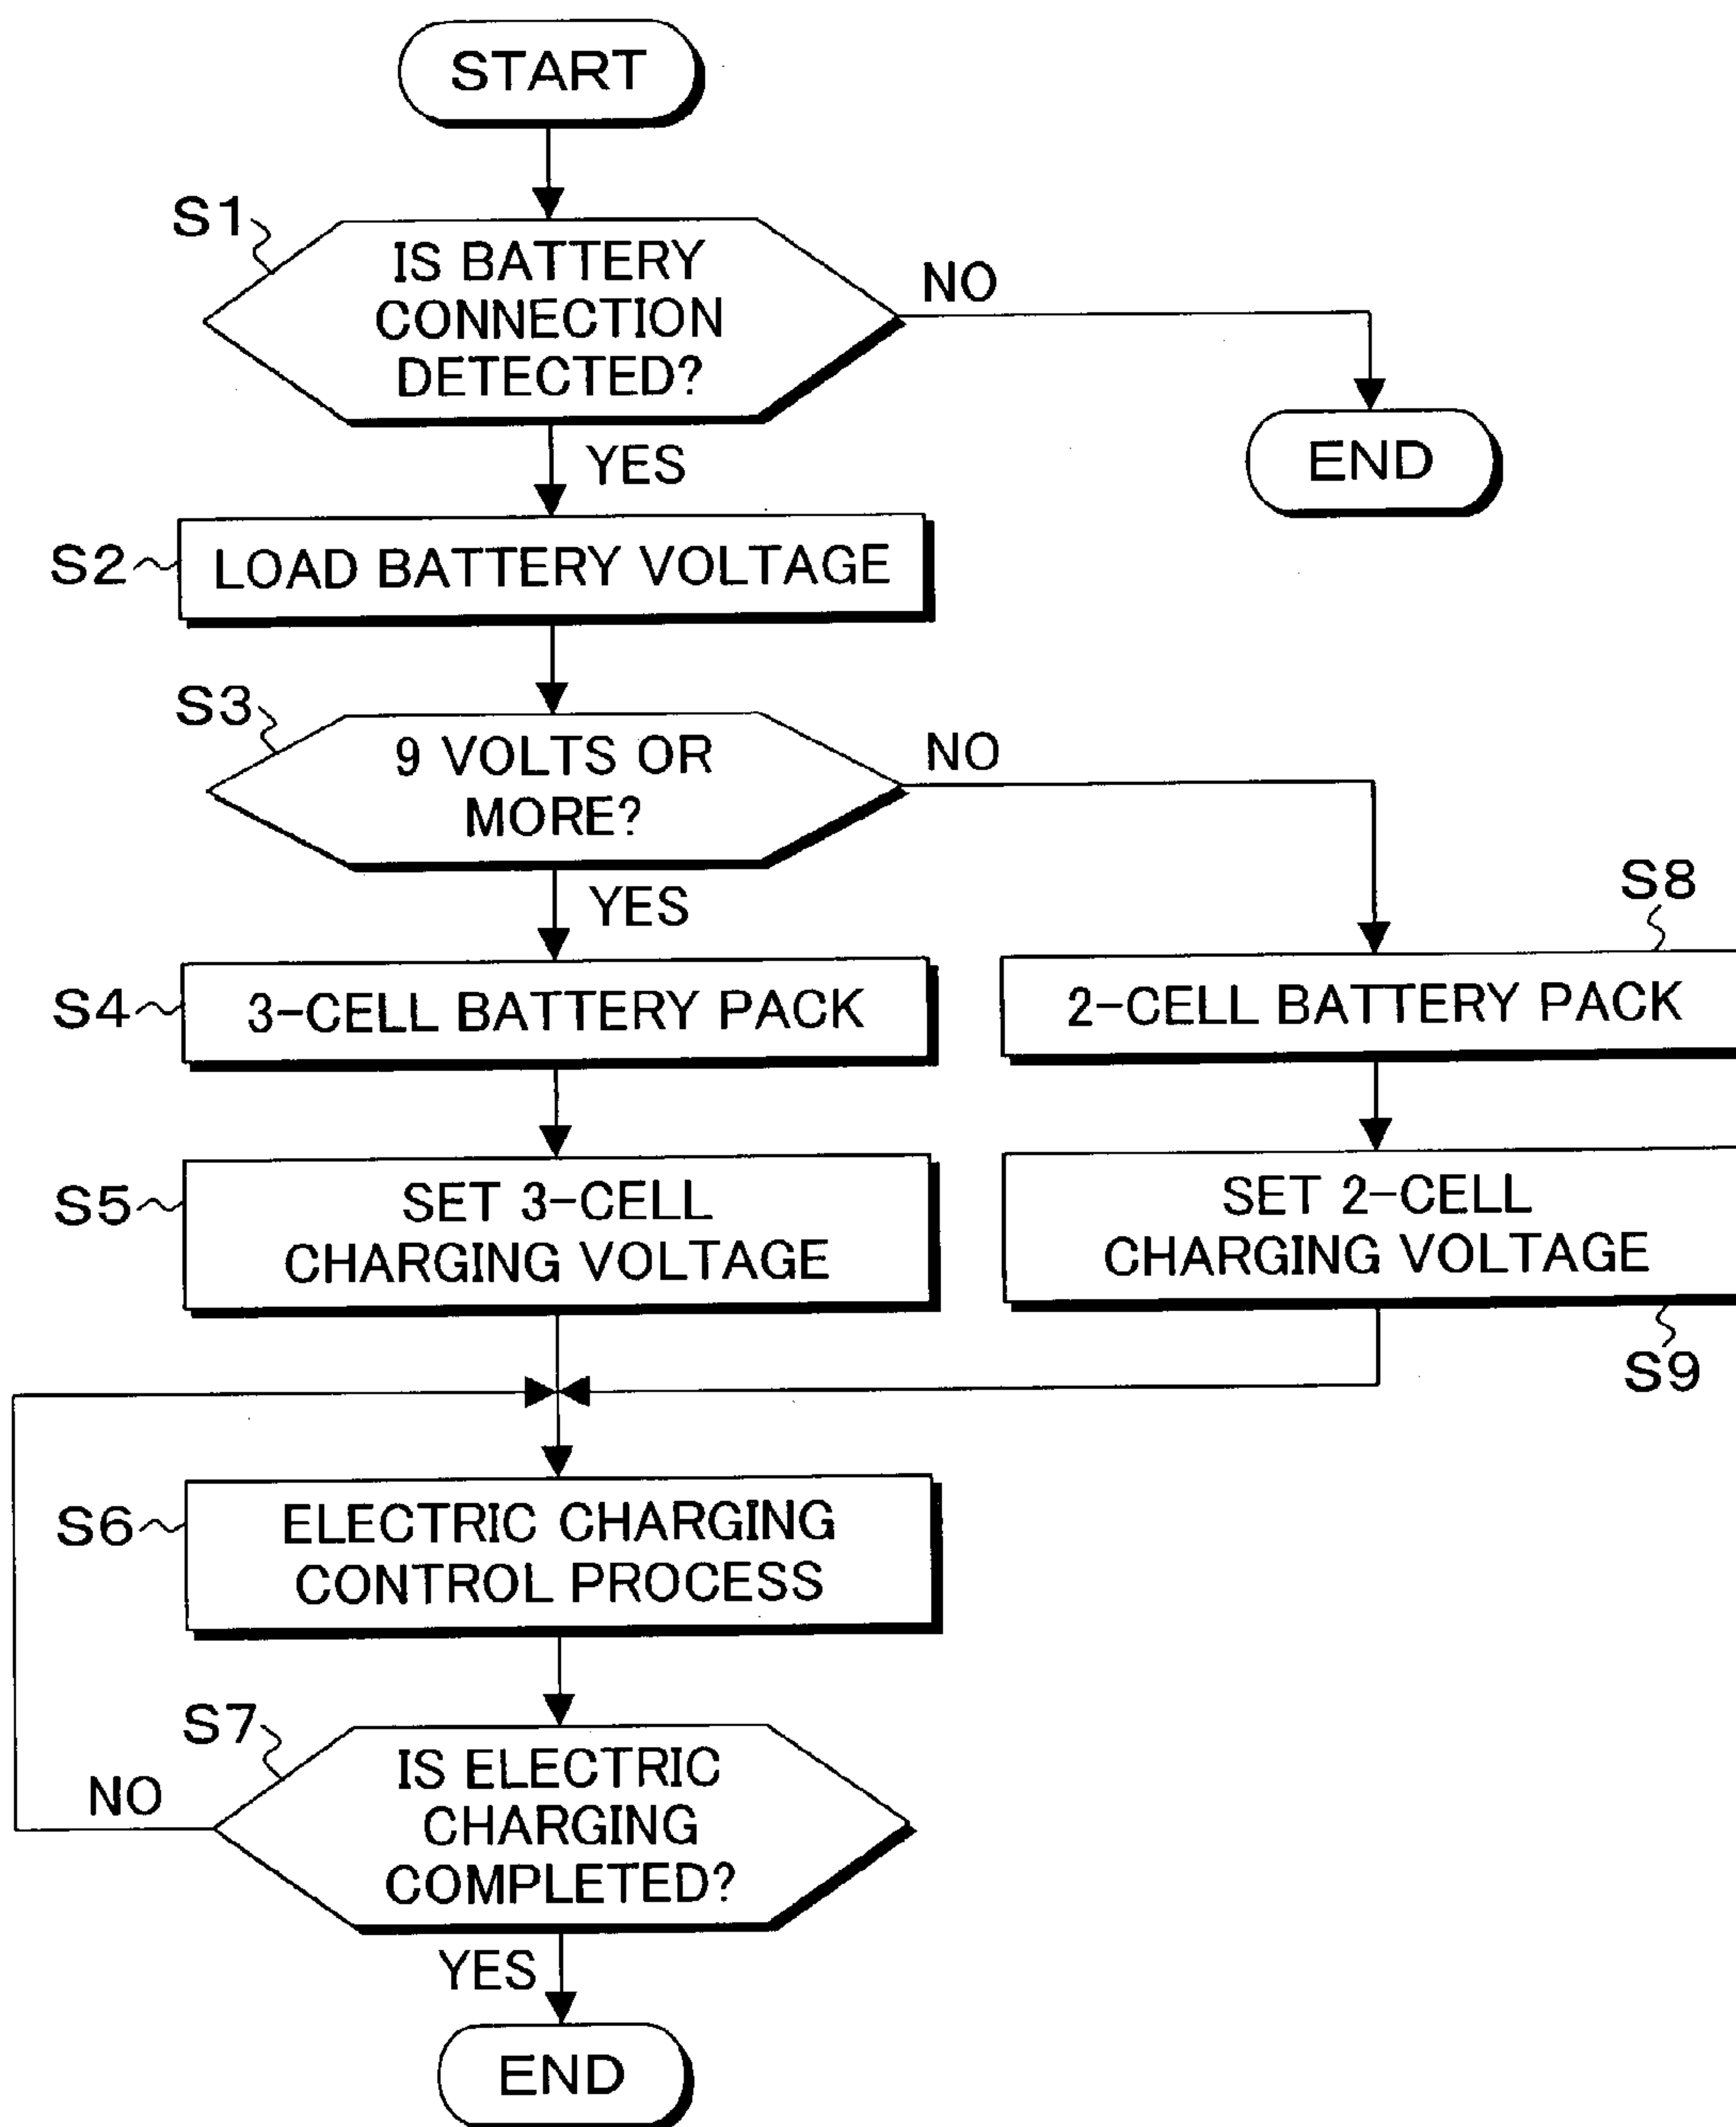 START
S1
IS BATTERY
CONNECTION
DETECTED?
NO
END
YES
S2
LOAD BATTERY VOLTAGE
S3
9 VOLTS OR
MORE?
NO
YES
S4
3-CELL BATTERY PACK
S8
2-CELL BATTERY PACK
S5
SET 3-CELL
CHARGING VOLTAGE
SET 2-CELL
CHARGING VOLTAGE
S9
S6
ELECTRIC CHARGING
CONTROL PROCESS
S7
IS ELECTRIC
CHARGING
COMPLETED?
NO
YES
END